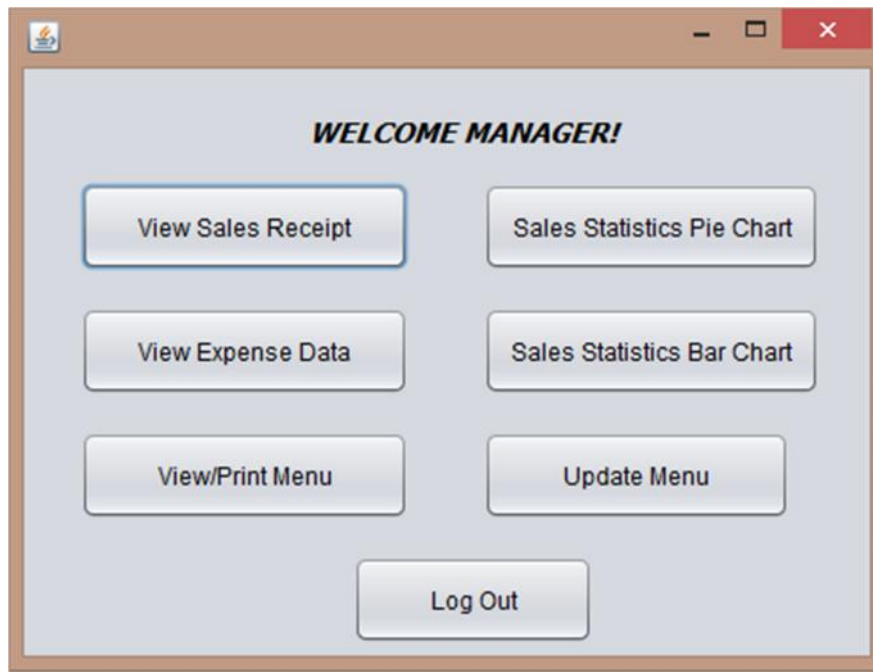 WELCOME MANAGER!
View Sales Receipt
Sales Statistics Pie Chart
View Expense Data
Sales Statistics Bar Chart
View/Print Menu
Update Menu
Log Out